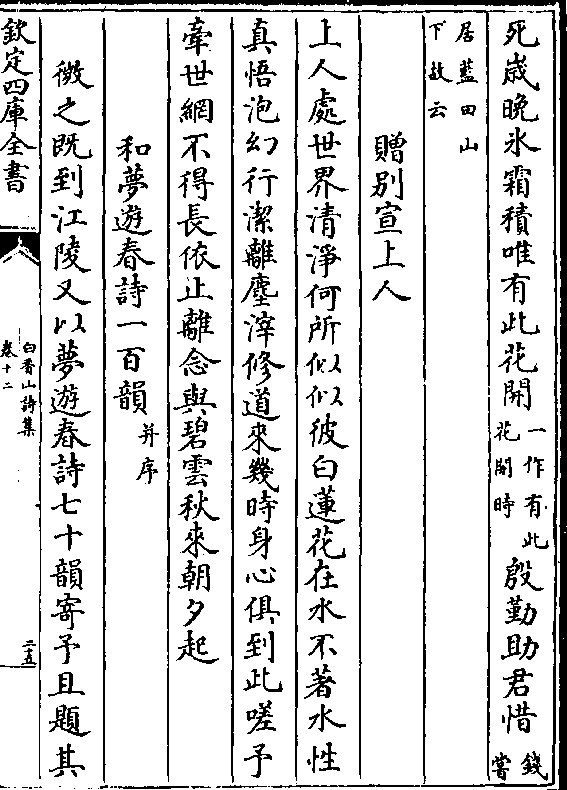 死歲晩氷霜積唯有此花開一作有此花開時殷勤助君惜錢嘗
居藍田山下故云
贈別宣上人
上人處世界清淨何所似似彼白蓮花在水不著水性
真悟泡幻行潔離塵滓修道來幾時身心俱到此嗟予
牽世網不得長依止離念與碧雲秋來朝夕起
和夢遊春詩一百韻并序
微之既到江陵又以夢遊春詩七十韻寄予且題其
欽定四庫全書
白香山詩集
卷十二
二五